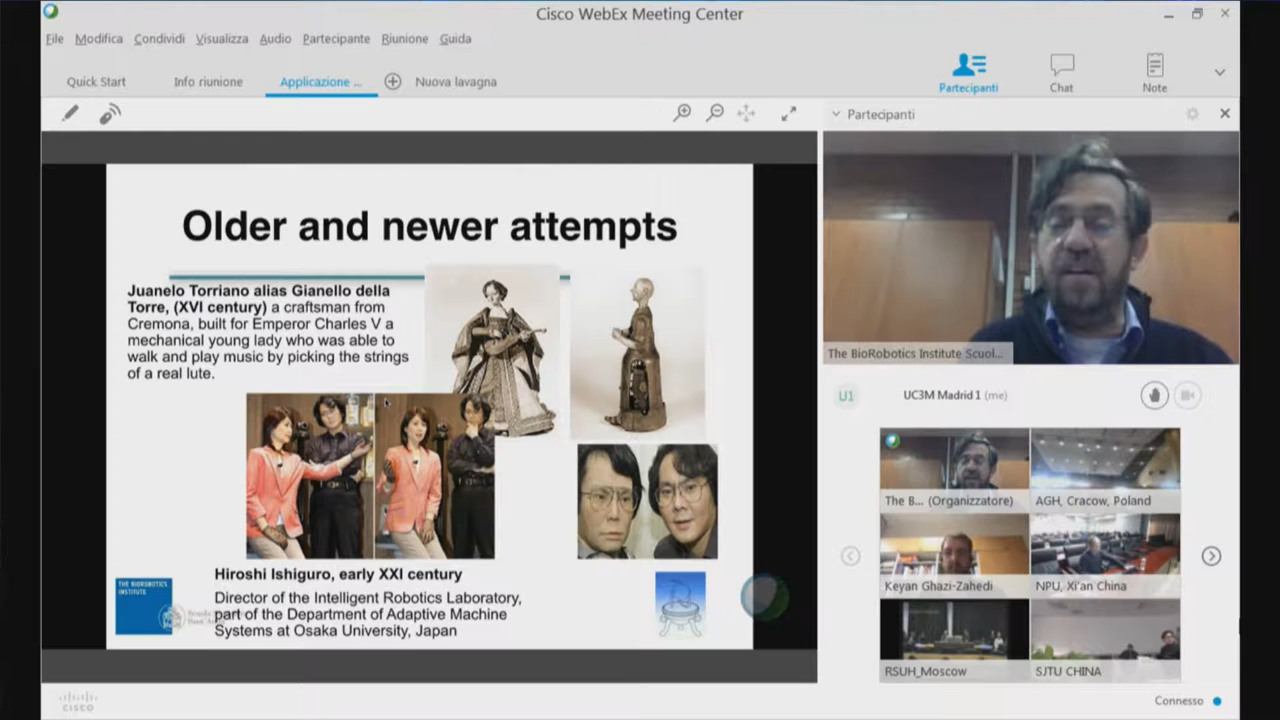 Cisco WebEx Meeting Center
File Modifica Condividi Visualizza Audio Partecipante Riunione Guida
Quick Start Info riunione Applicazione ... Nuova lavagna
Partecipanti Chat Note
Partecipanti
Older and newer attempts
Juanelo Torriano alias Gianello della
Torre, (XVI century) a craftsman from
Cremona, built for Emperor Charles V a
mechanical young lady who was able to
walk and play music by picking the strings
of a real lute.
Hiroshi Ishiguro, early XXI century
Director of the Intelligent Robotics Laboratory,
part of the Department of Adaptive Machine
Systems at Osaka University, Japan
THE BIOROBOTICS
INSTITUTE
The BioRobotics Institute Scuol...
U1 UC3M Madrid 1 (me)
The B... (Organizzatore) AGH, Cracow, Poland
Keyan Ghazi-Zahedi NPU, Xi'an China
RSUH_Moscow SJTU CHINA
cisco
Connesso